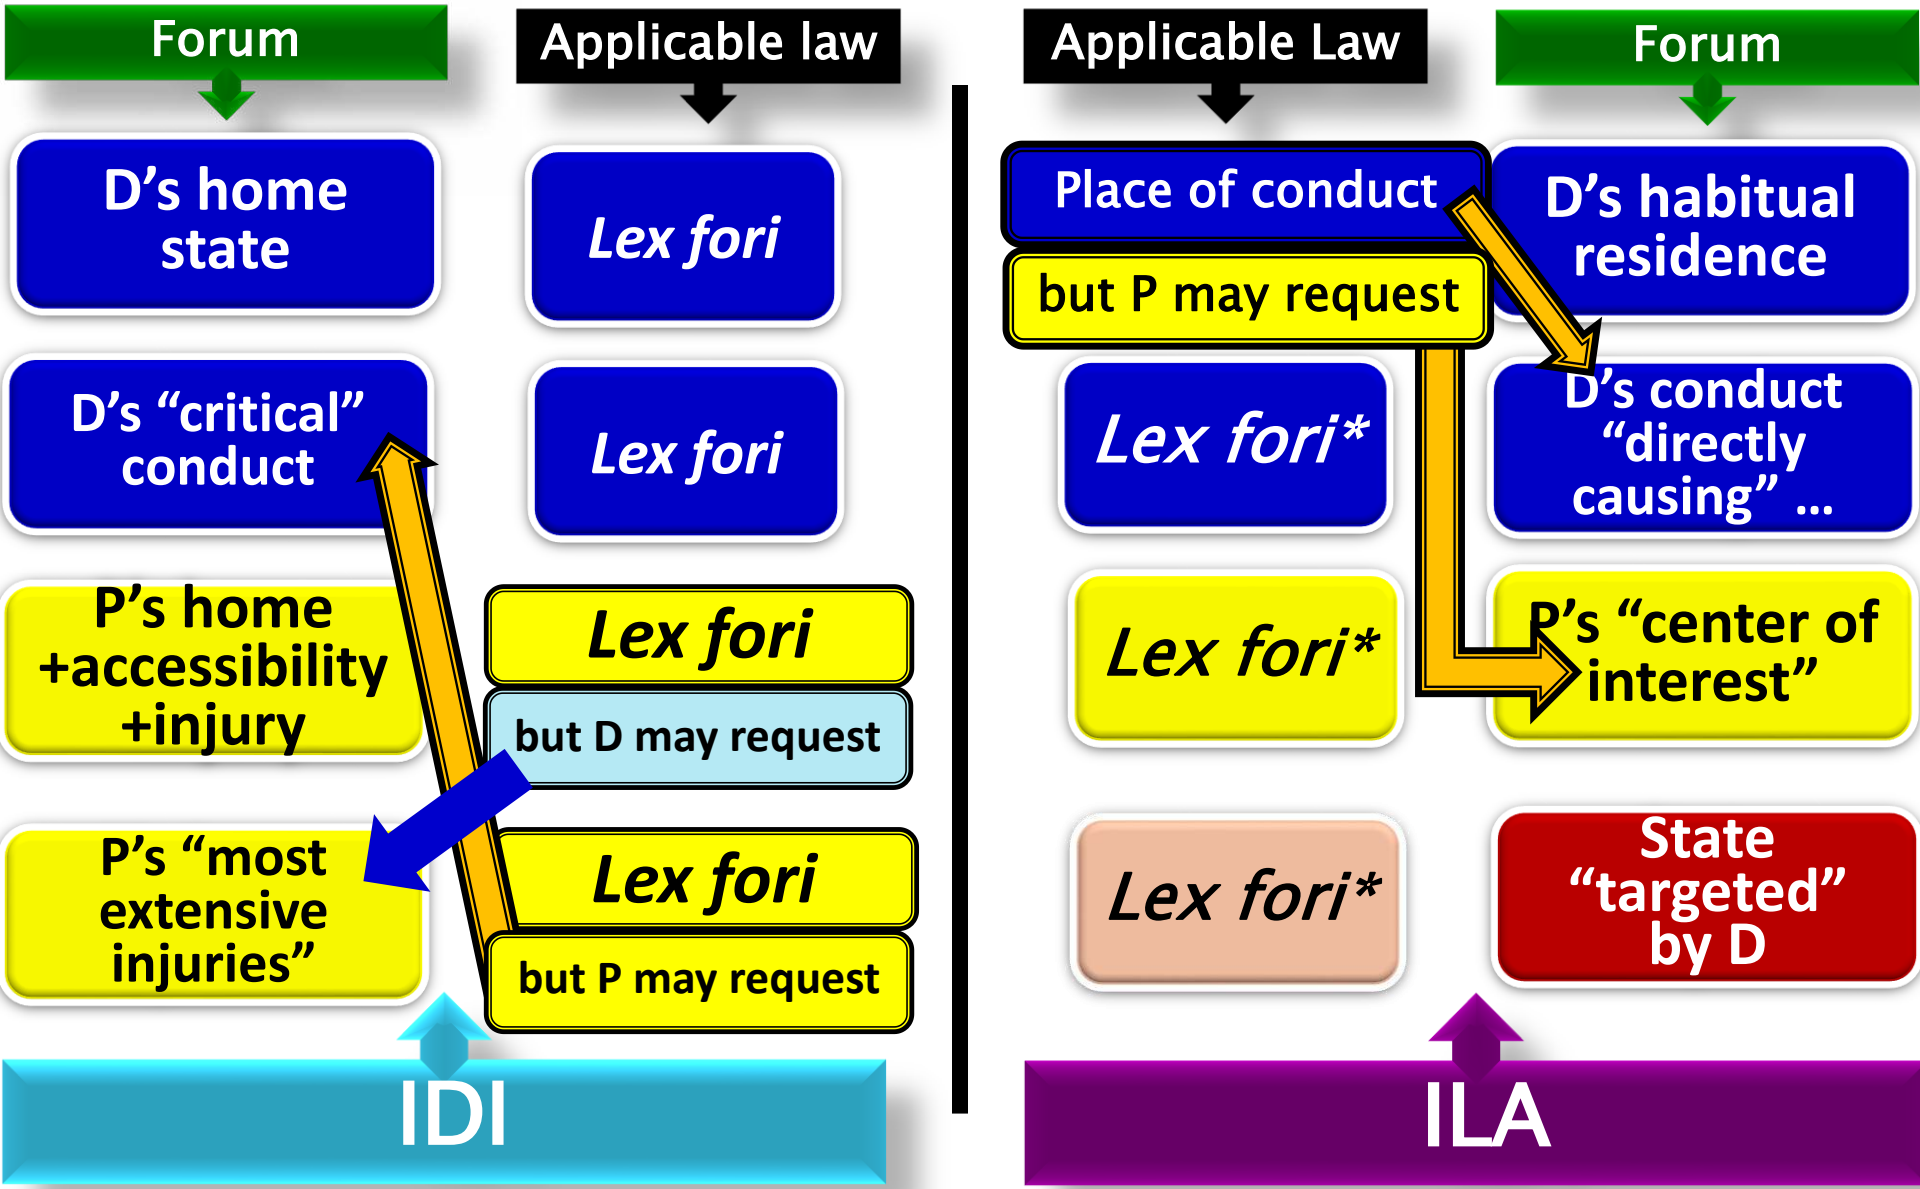 Forum
Applicable law
D’s home
state
Lex fori
D’s “critical”
conduct
Lex fori
P’s home
+accessibility
+injury
Lex fori
but D may request
P’s “most
extensive
injuries”
Lex fori
but P may request
IDI
Applicable Law
Forum
Place of conduct
but P may request
D’s habitual
residence
Lex fori*
D’s conduct
“directly
causing” ...
Lex fori*
P’s “center of
interest”
Lex fori*
State
“targeted”
by D
ILA